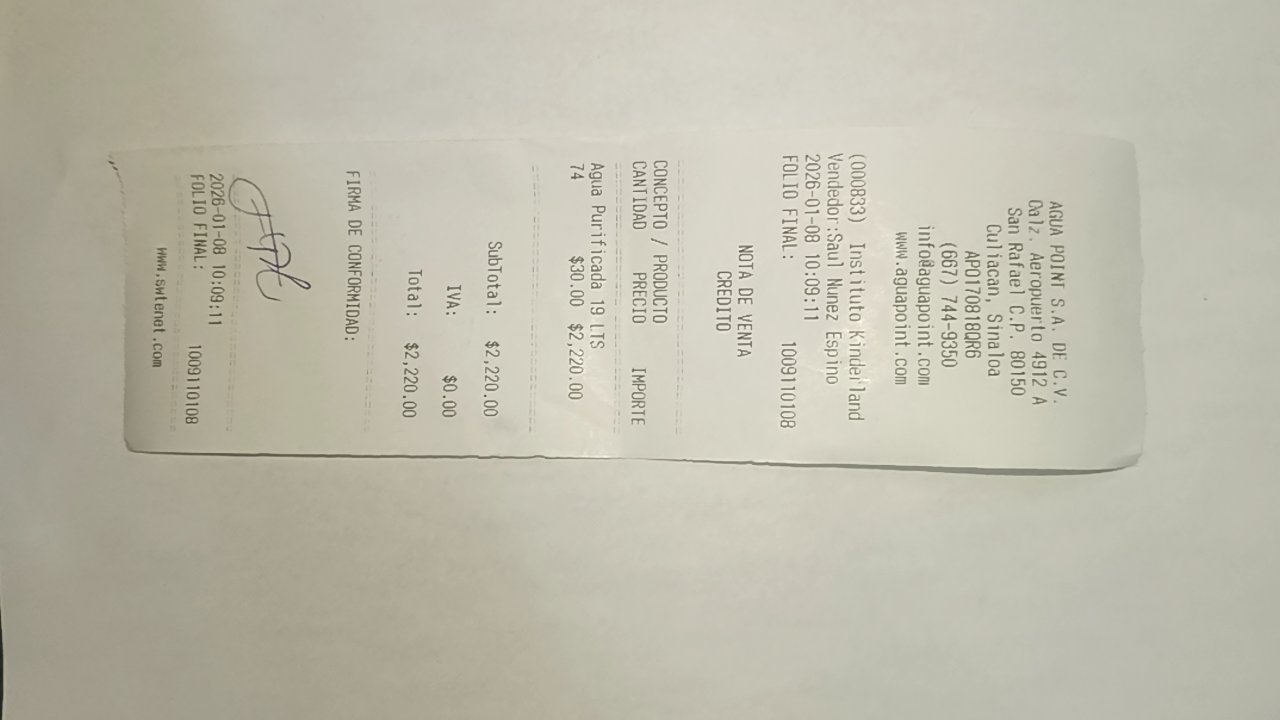 AGUA POINT S.A. DE C.V.
Calz. Aeropuerto 4912 A
San Rafael C.P. 80150
Culiacan, Sinaloa
APO170818QR6
(667) 744-9350
info@aguapoint.com
www.aguapoint.com
(000833) Instituto Kinderland
Vendedor:Saul Nunez Espino
2026-01-08 10:09:11
FOLIO FINAL: 1009110108
NOTA DE VENTA
CREDITO
CONCEPTO / PRODUCTO
CANTIDAD PRECIO IMPORTE
Agua Purificada 19 LTS
74 $30.00 $2,220.00
SubTotal: $2,220.00
IVA: $0.00
Total: $2,220.00
FIRMA DE CONFORMIDAD:
2026-01-08 10:09:11
FOLIO FINAL: 1009110108
www.swtenet.com